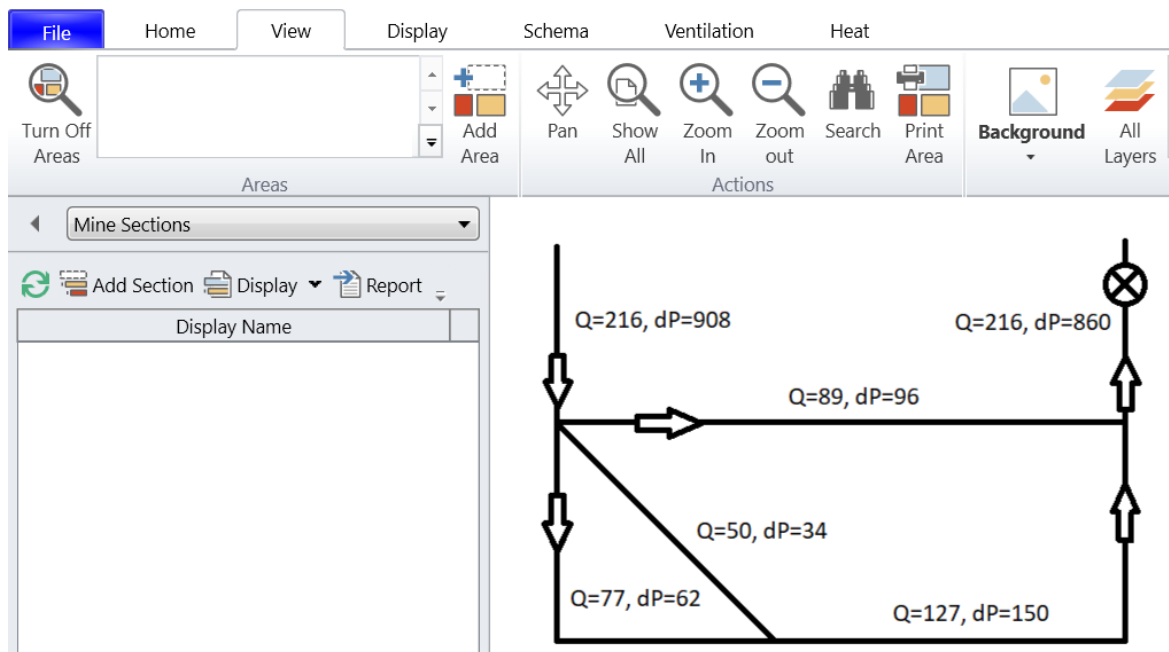 File Home View Display Schema Ventilation Heat
Turn Off
Areas
Add
Area
Areas
Pan
Show
All
Zoom
In
Zoom
out
Search
Print
Area
Actions
Background
All
Layers
Mine Sections
Add Section Display Report
Display Name
Q=216, dP=908
Q=216, dP=860
Q=89, dP=96
Q=50, dP=34
Q=77, dP=62
Q=127, dP=150